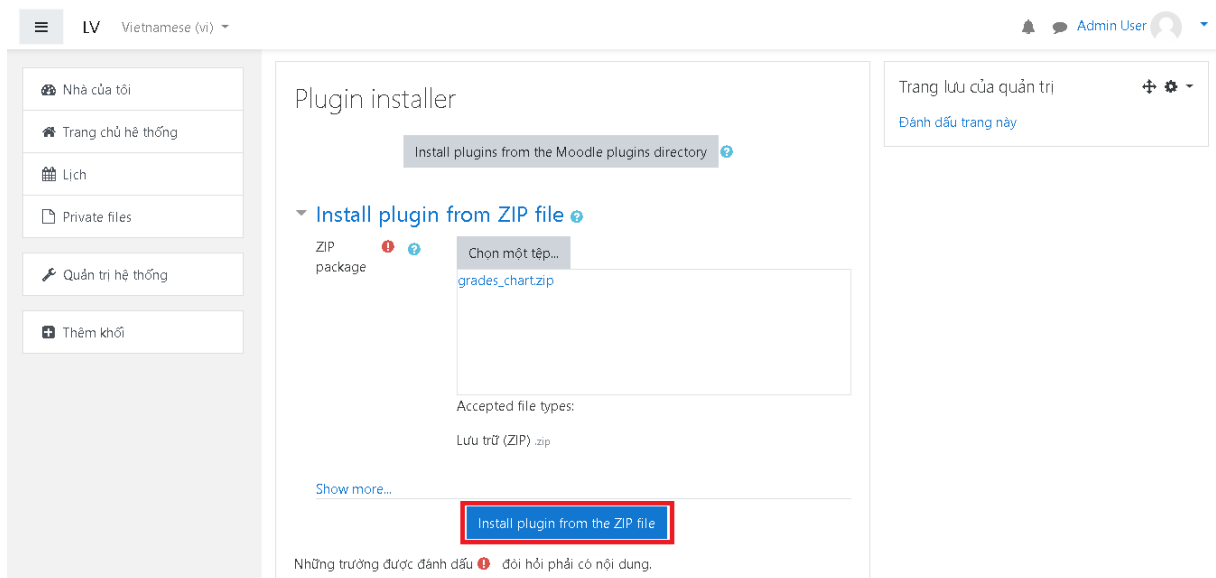 LV Vietnamese (vi) Admin User
Nhà của tôi
Trang chủ hệ thống
Lịch
Private files
Quản trị hệ thống
Thêm khối
Plugin installer
Install plugins from the Moodle plugins directory
Install plugin from ZIP file
ZIP package
Chọn một tệp...
grades_chart.zip
Accepted file types:
Lưu trữ (ZIP) .zip
Show more...
Install plugin from the ZIP file
Những trường được đánh dấu đòi hỏi phải có nội dung.
Trang lưu của quản trị
Đánh dấu trang này